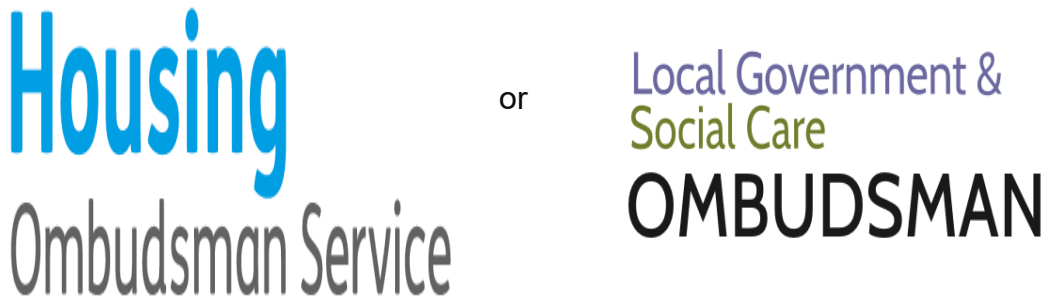 Housing
Ombudsman Service
or
Local Government &
Social Care
OMBUDSMAN